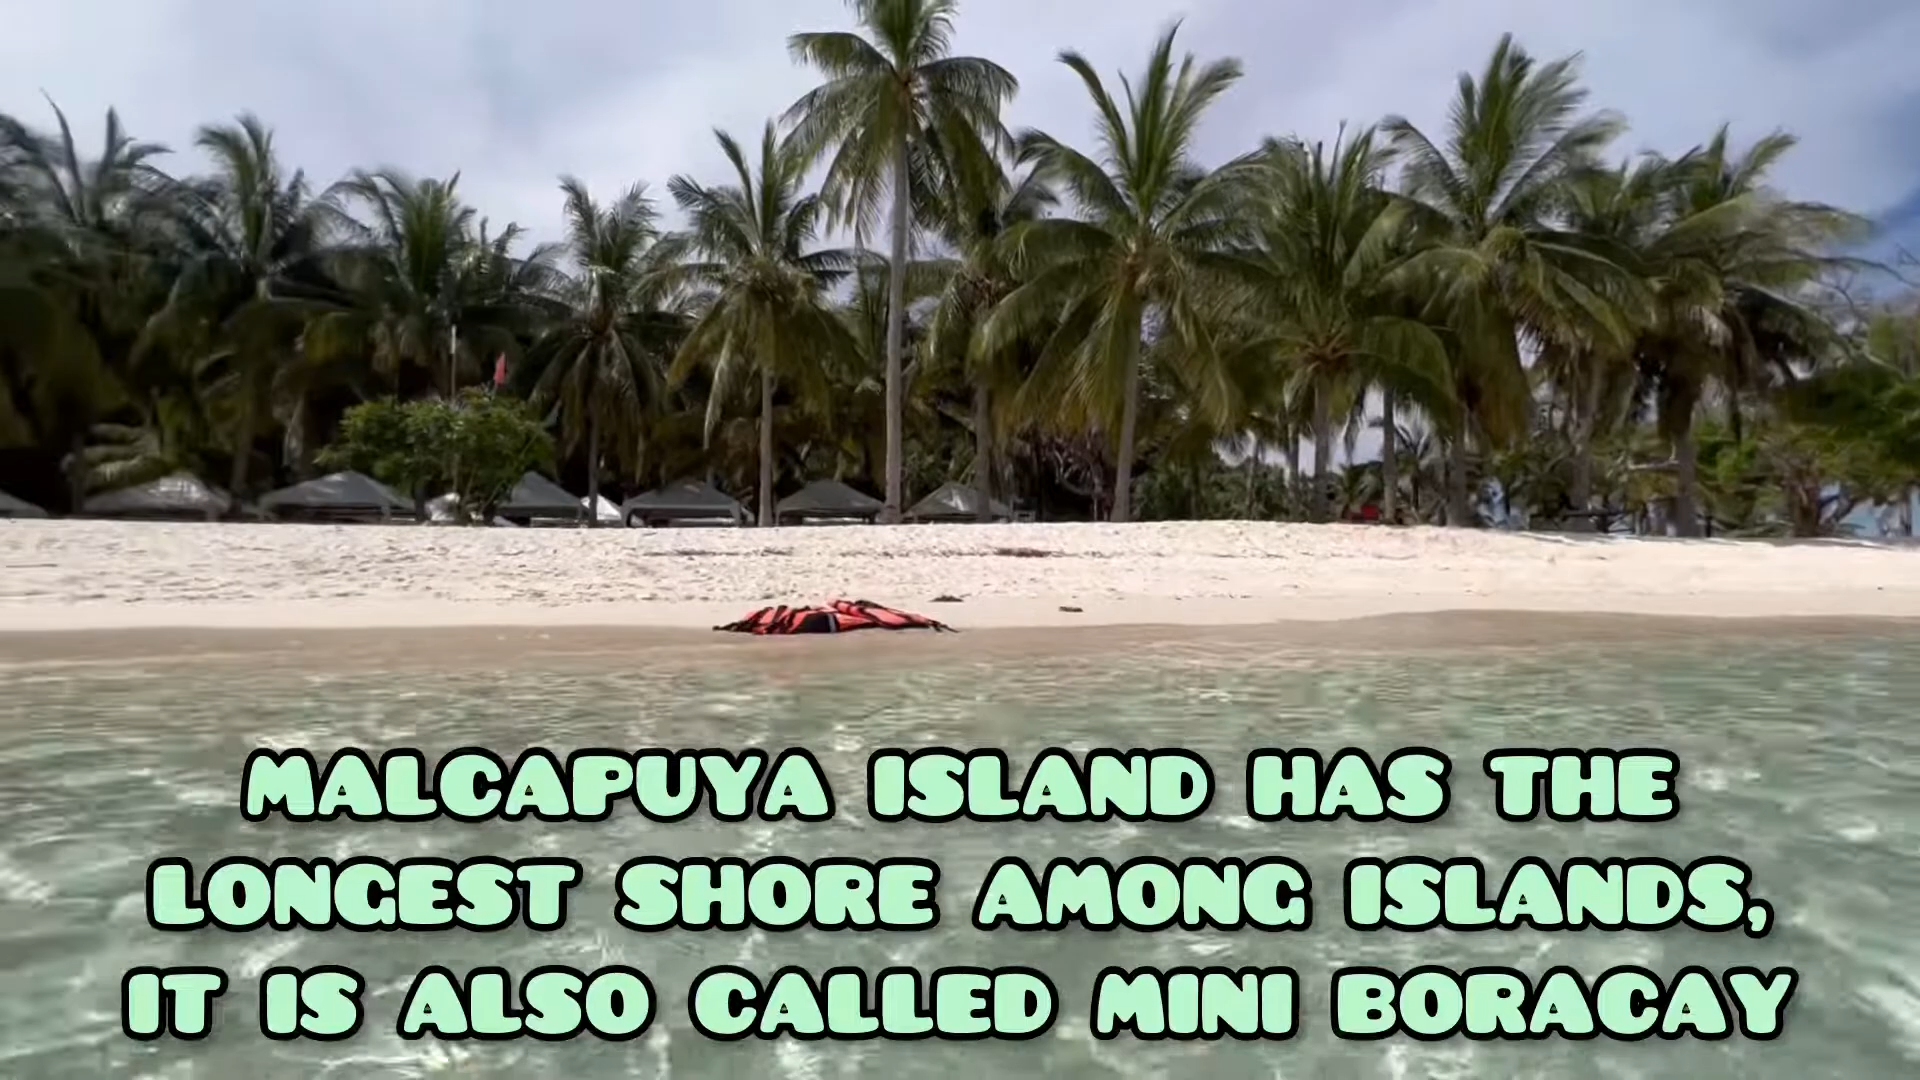 MALCAPUYA ISLAND HAS THE
LONGEST SHORE AMONG ISLANDS,
IT IS ALSO CALLED MINI BORACAY